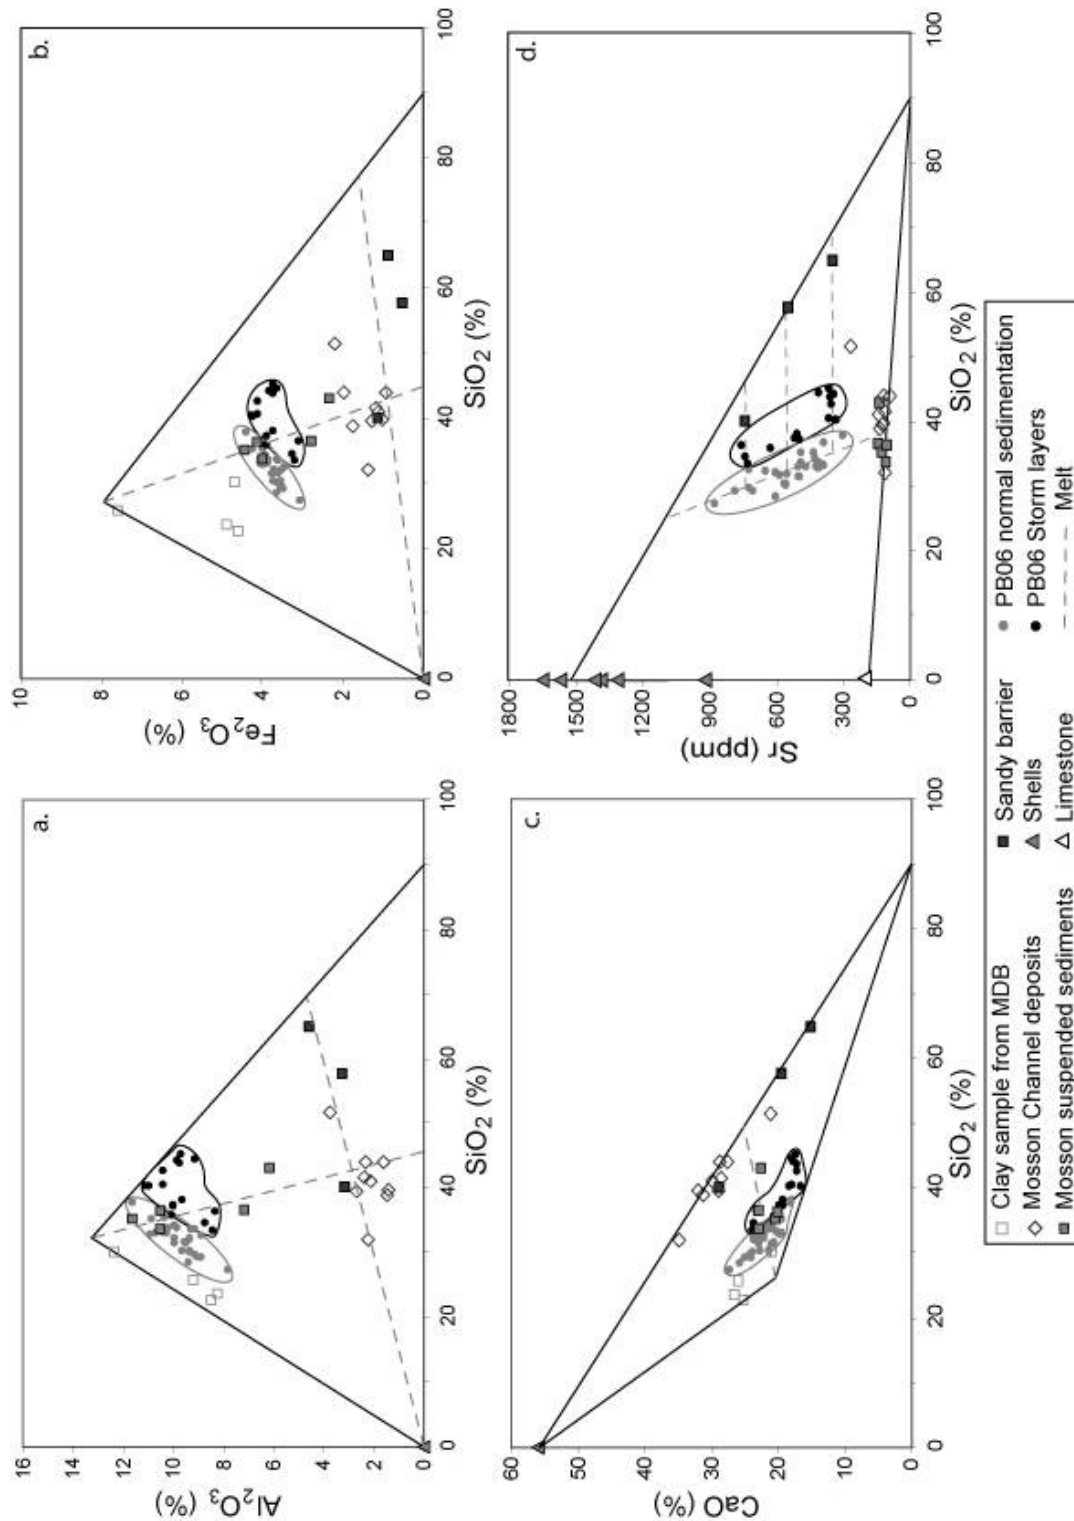 a.
16
14
12
10
8
6
4
2
0
Al2O3 (%)
0 20 40 60 80 100
SiO2 (%)
b.
10
8
6
4
2
0
Fe2O3 (%)
0 20 40 60 80 100
SiO2 (%)
c.
60
50
40
30
20
10
0
CaO (%)
0 20 40 60 80 100
SiO2 (%)
d.
1800
1500
1200
900
600
300
0
Sr (ppm)
0 20 40 60 80 100
SiO2 (%)
Clay sample from MDB
Mosson Channel deposits
Mosson suspended sediments
Sandy barrier
Shells
Limestone
PB06 normal sedimentation
PB06 Storm layers
Melt